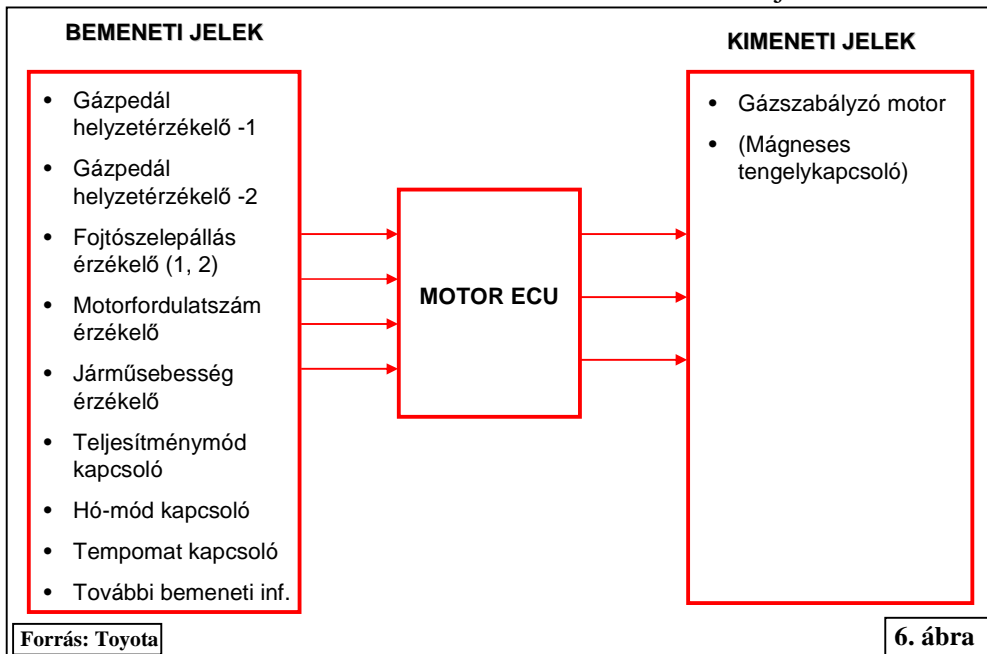 BEMENETI JELEK
• Gázpedál
helyzetérzékelő -1
• Gázpedál
helyzetérzékelő -2
• Fojtószelepállás
érzékelő (1, 2)
• Motorfordulatszám
érzékelő
• Járműsebesség
érzékelő
• Teljesítménymód
kapcsoló
• Hó-mód kapcsoló
• Tempomat kapcsoló
• További bemeneti inf.
MOTOR ECU
KIMENETI JELEK
• Gázszabályzó motor
• (Mágneses
tengelykapcsoló)
Forrás: Toyota
6. ábra